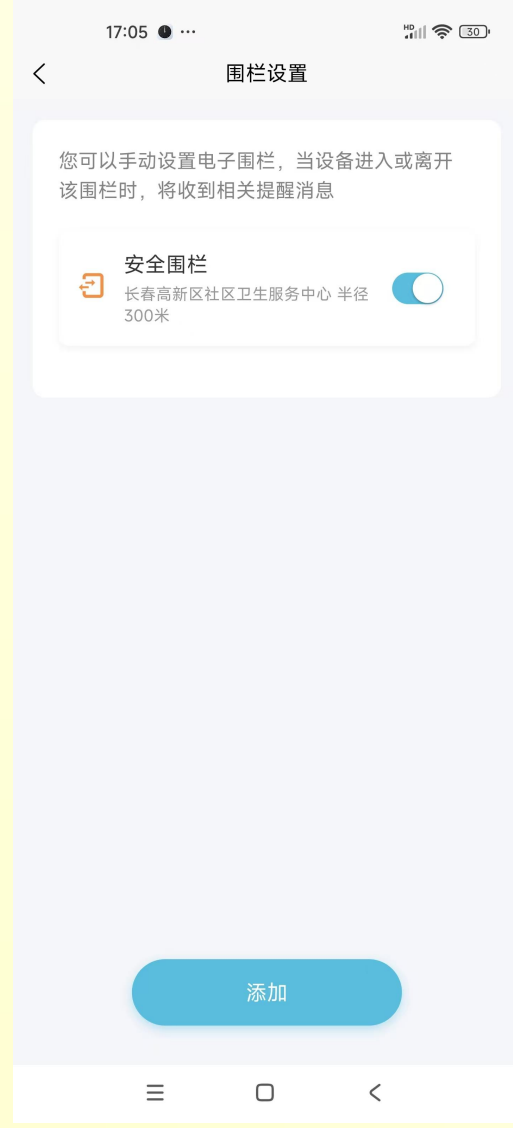 17:05
HD
30
围栏设置
您可以手动设置电子围栏，当设备进入或离开
该围栏时，将收到相关提醒消息
安全围栏
长春高新区社区卫生服务中心 半径
300米
添加